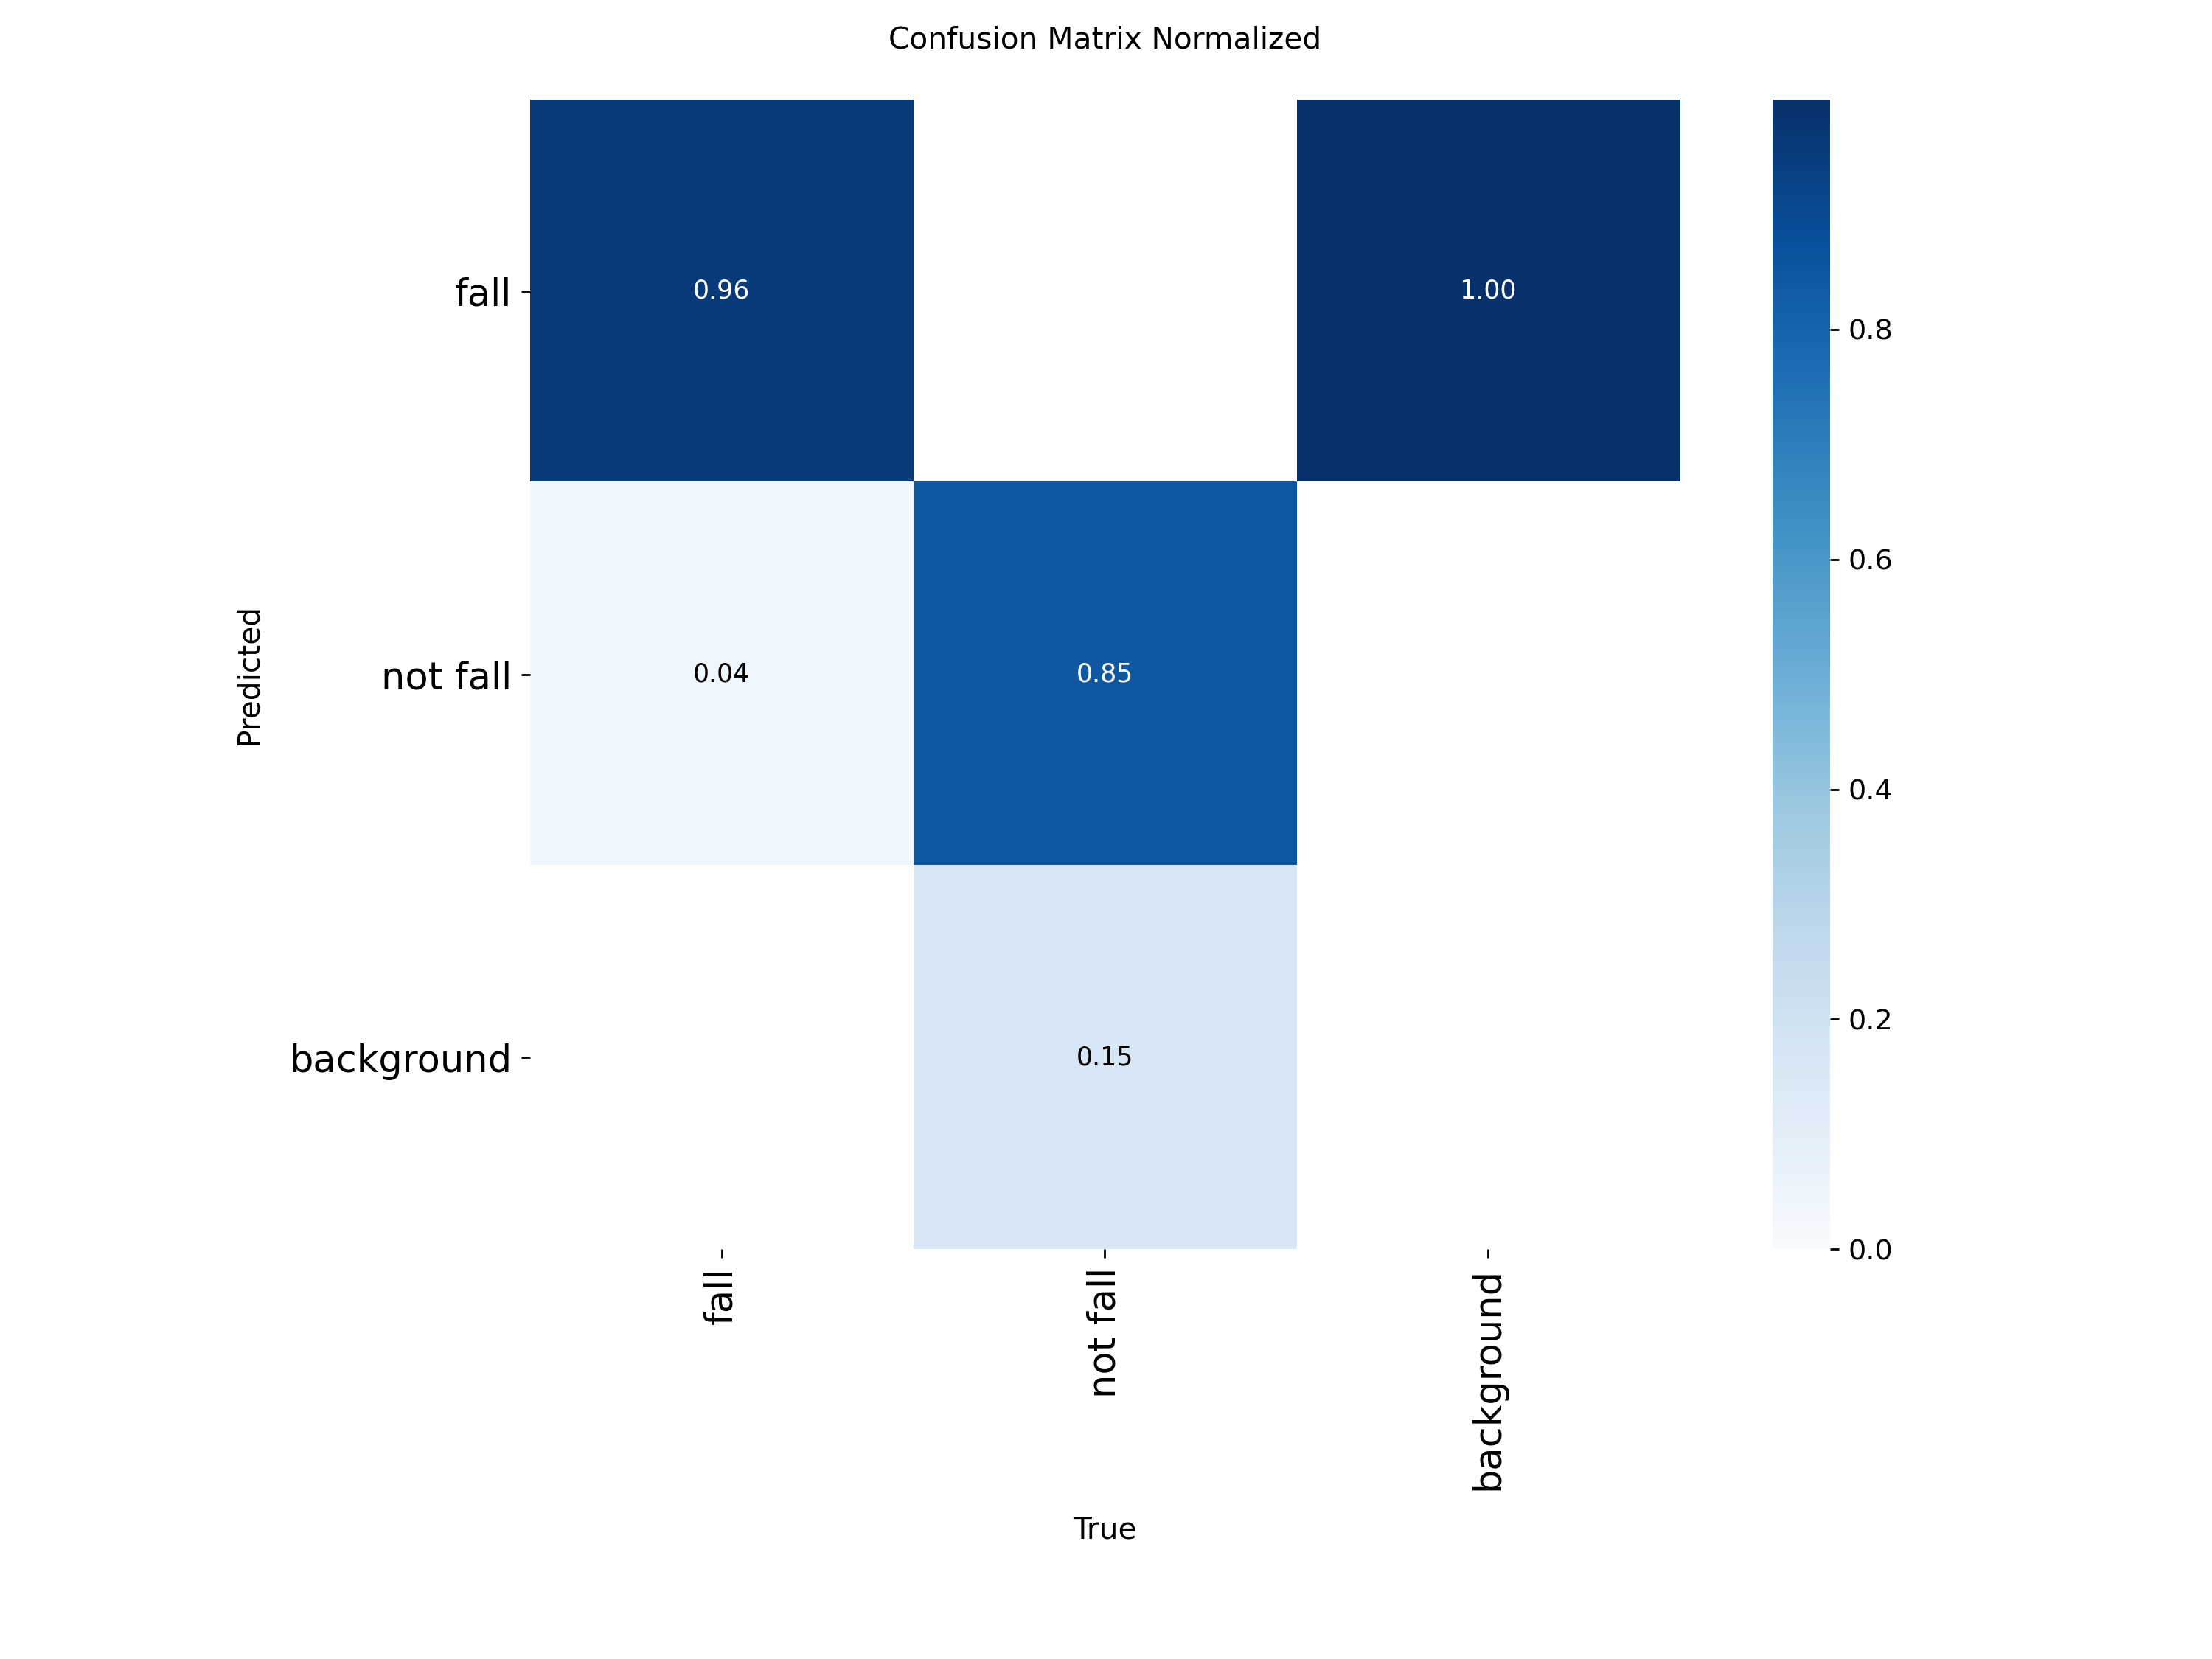 Confusion Matrix Normalized
fall
0.96
1.00
0.8
0.6
Predicted
not fall
0.04
0.85
0.4
background
0.15
0.2
0.0
fall
not fall
background
True